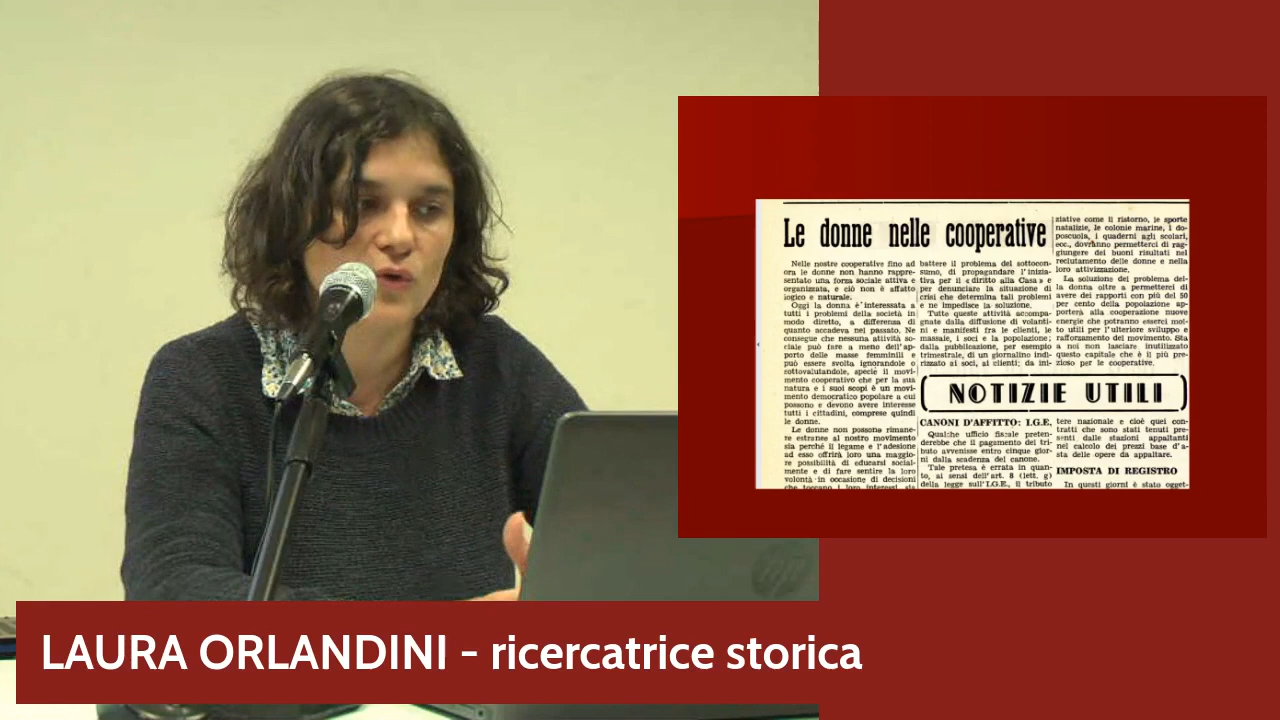 Le donne nelle cooperative
Nelle nostre cooperative fino ad
ora le donne non hanno rappre-
sentato una forza sociale attiva e
organizzata, e ciò non è affatto
logico e naturale.
Oggi la donna è interessata a
tutti i problemi della società in
modo diretto, a differenza di
quanto accadeva nel passato. Ne
consegue che nessuna attività so-
ciale può fare a meno dell'ap-
porto delle masse femminili e
può essere svolta ignorandole o
sottovalutandole, specie il movi-
mento cooperativo che per la sua
natura e i suoi scopi è un movi-
mento democratico popolare a cui
possono e devono avere interesse
tutti i cittadini, comprese quindi
le donne.
Le donne non possono rimane-
re estranee al nostro movimento
sia perchè il legame e l'adesione
ad esso offrirà loro una maggio-
re possibilità di educarsi social-
mente e di fare sentire la loro
volontà in occasione di decisioni
che toccano i loro interessi, sia
battere il problema del sottocon-
sumo, di propagandare l'inizia-
tiva per il « diritto alla Casa » e
per denunciare la situazione di
crisi che determina tali problemi
e ne impedisce la soluzione.
Tutte queste attività accompa-
gnate dalla diffusione di volanti-
ni e manifesti fra le clienti, le
massaie, i soci e la popolazione;
dalla pubblicazione, per esempio
trimestrale, di un giornalino indi-
rizzato ai soci, ai clienti; da ini-
ziative come il ristorno, le sporte
natalizie, le colonie marine, i do-
poscuola, i quaderni agli scolari,
ecc., dovranno permetterci di rag-
giungere dei buoni risultati nel
reclutamento delle donne e nella
loro attivizzazione.
La soluzione del problema del-
la donna oltre a permetterci di
avere dei rapporti con più del 50
per cento della popolazione ap-
porterà alla cooperazione nuove
energie che potranno esserci mol-
to utili per l'ulteriore sviluppo e
rafforzamento del movimento. Sta
a noi non lasciare inutilizzato
questo capitale che è il più pre-
zioso per le cooperative.
NOTIZIE UTILI
CANONI D'AFFITTO: I.G.E.
Qualche ufficio fiscale preten-
derebbe che il pagamento del tri-
buto avvenisse entro cinque gior-
ni dalla scadenza del canone.
Tale pretesa è errata in quan-
to, ai sensi dell'art. 8 (lett. g)
della legge sull'I.G.E., il tributo
tere nazionale e cioè quei con-
tratti che sono stati tenuti pre-
senti dalle stazioni appaltanti
nel calcolo dei prezzi base d'a-
sta delle opere da appaltare.
IMPOSTA DI REGISTRO
In questi giorni è stato ogget-
hp
LAURA ORLANDINI - ricercatrice storica